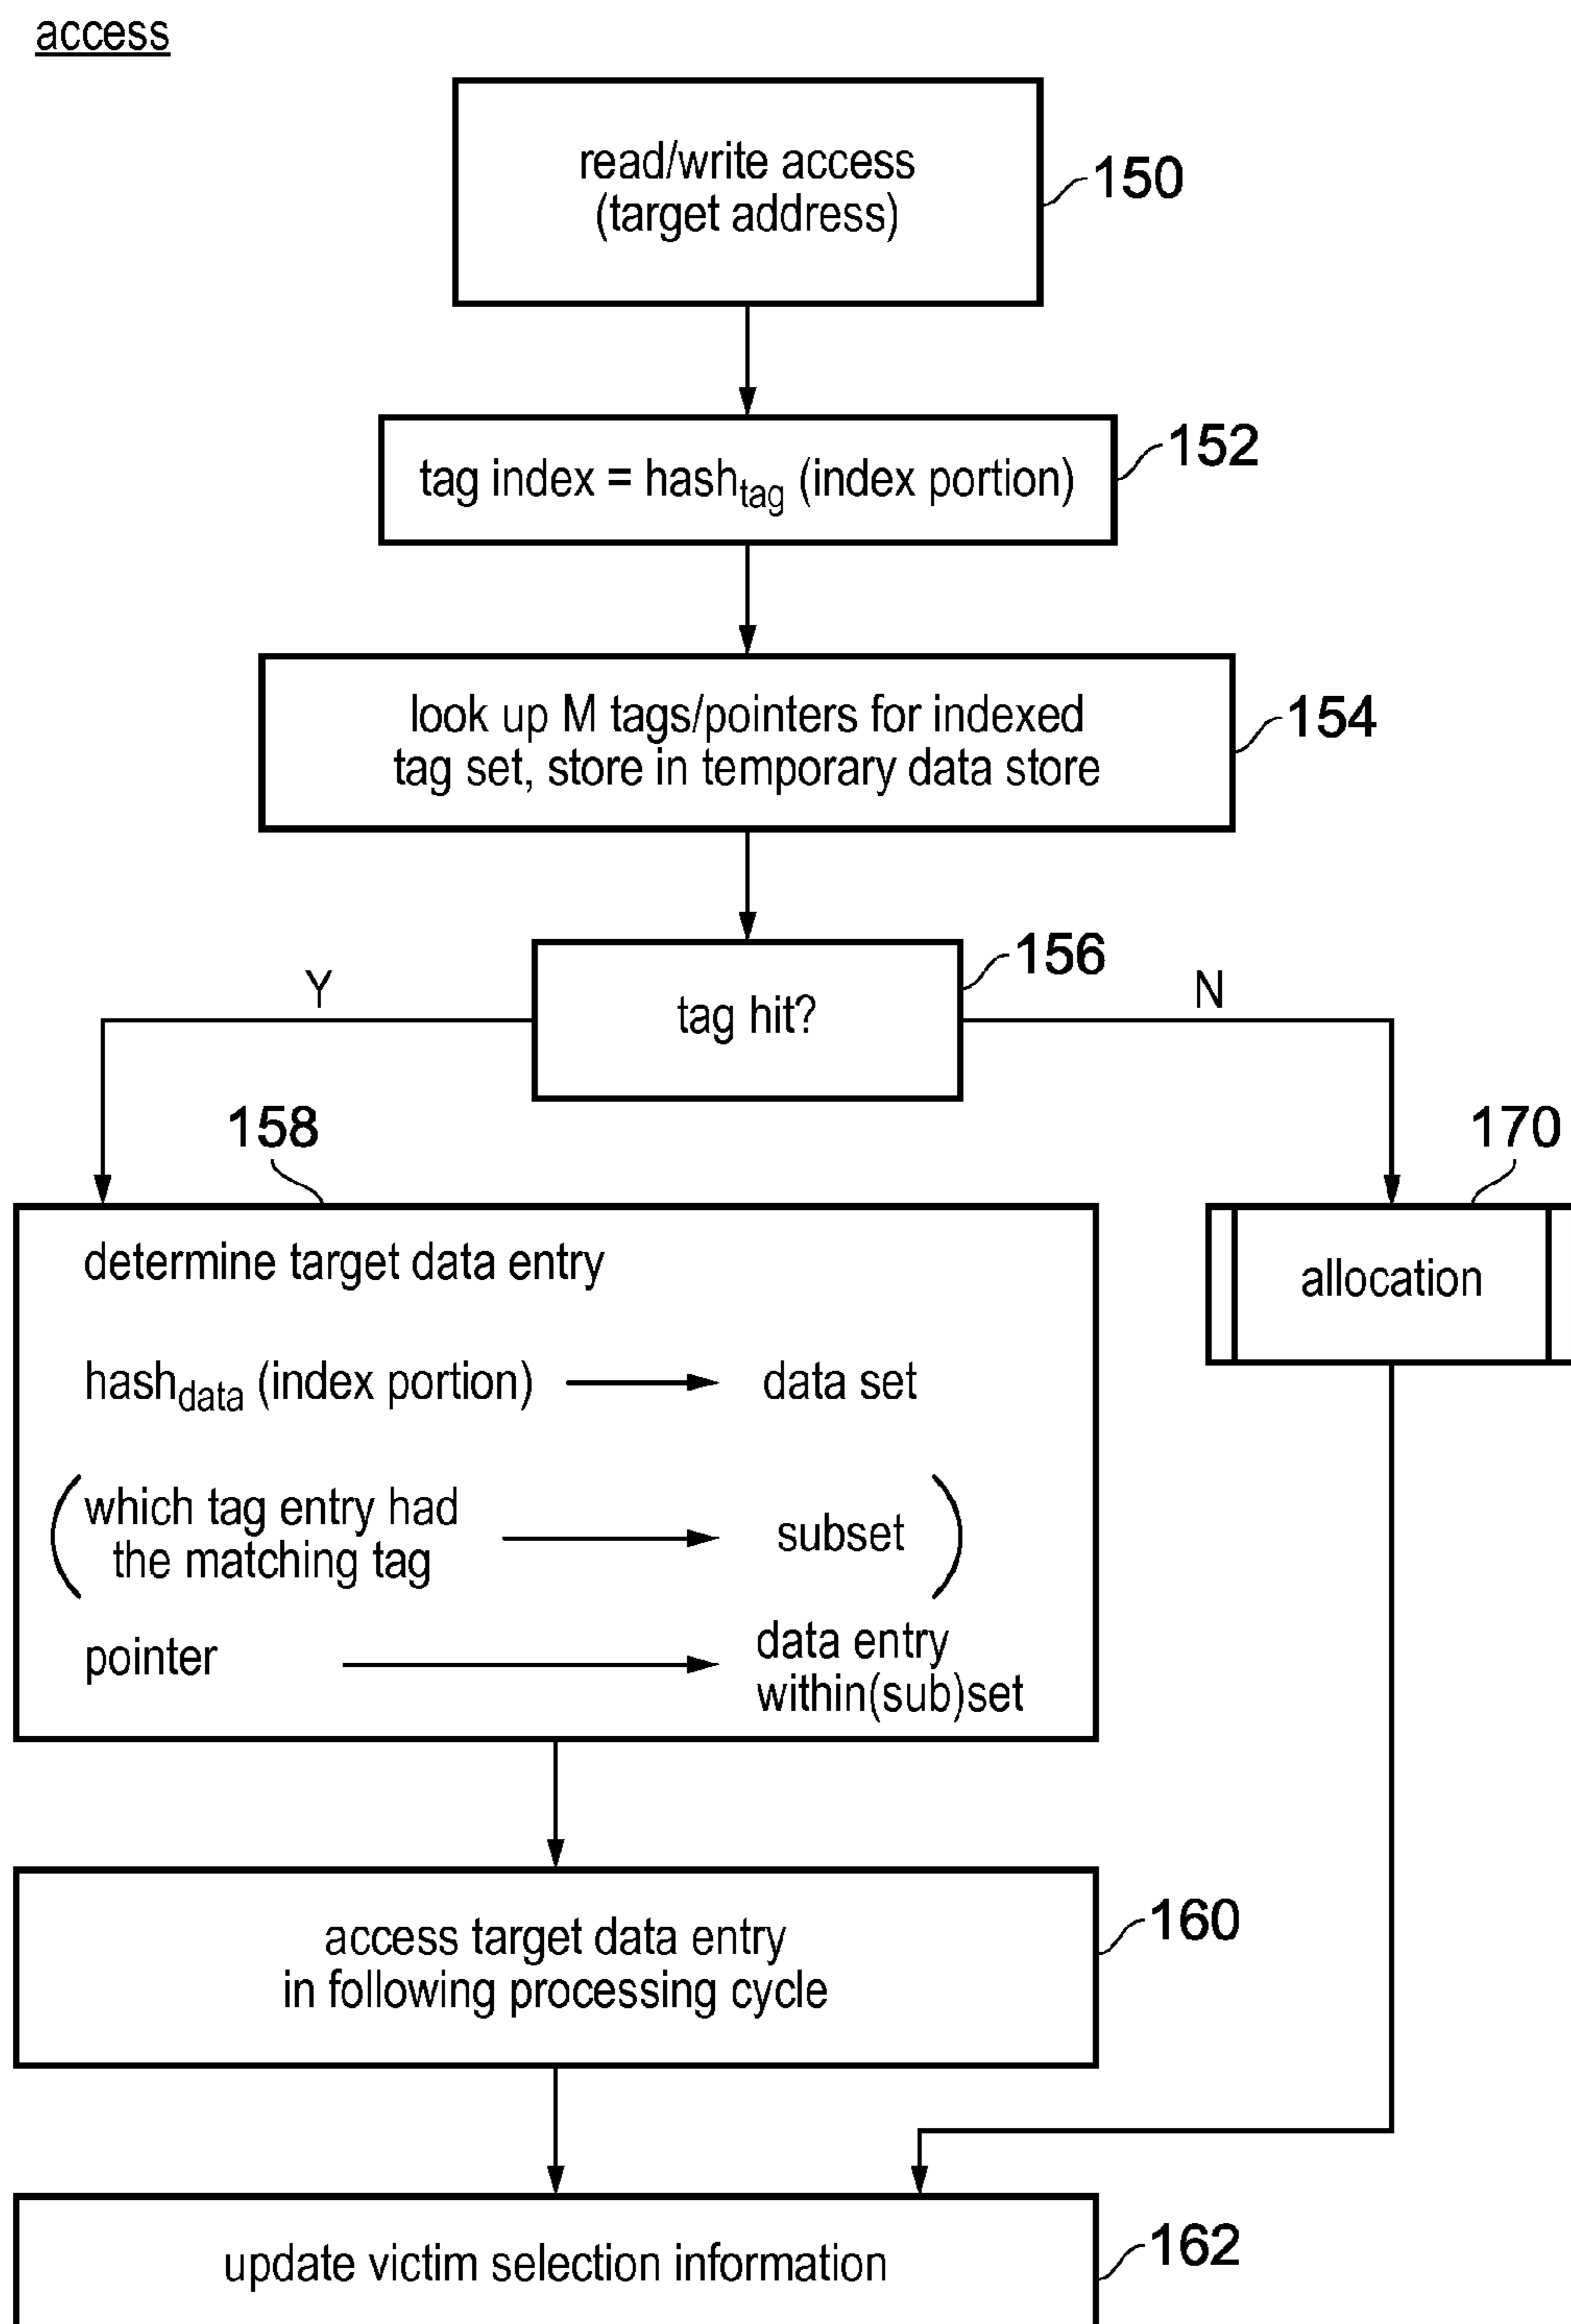 access
read/write access
(target address)
150
tag index = hashtag (index portion)
152
look up M tags/pointers for indexed
tag set, store in temporary data store
154
tag hit?
156
Y
N
158
170
determine target data entry
hashdata (index portion) → data set
(which tag entry had
the matching tag → subset)
pointer → data entry
within(sub)set
allocation
access target data entry
in following processing cycle
160
update victim selection information
162